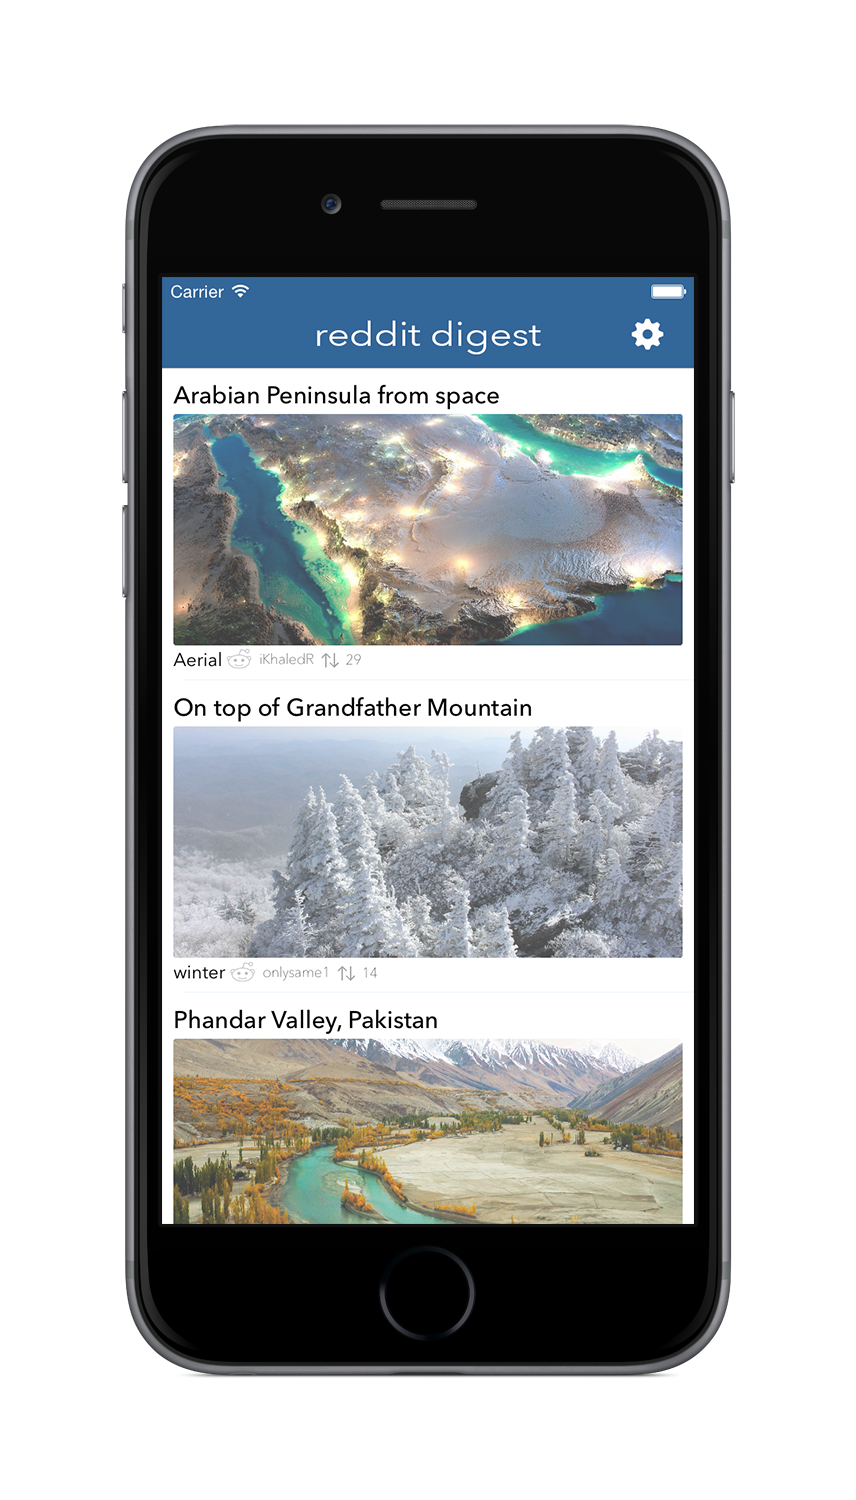 Carrier
reddit digest
Arabian Peninsula from space
Aerial iKhaledR 29
On top of Grandfather Mountain
winter onlysame1 14
Phandar Valley, Pakistan